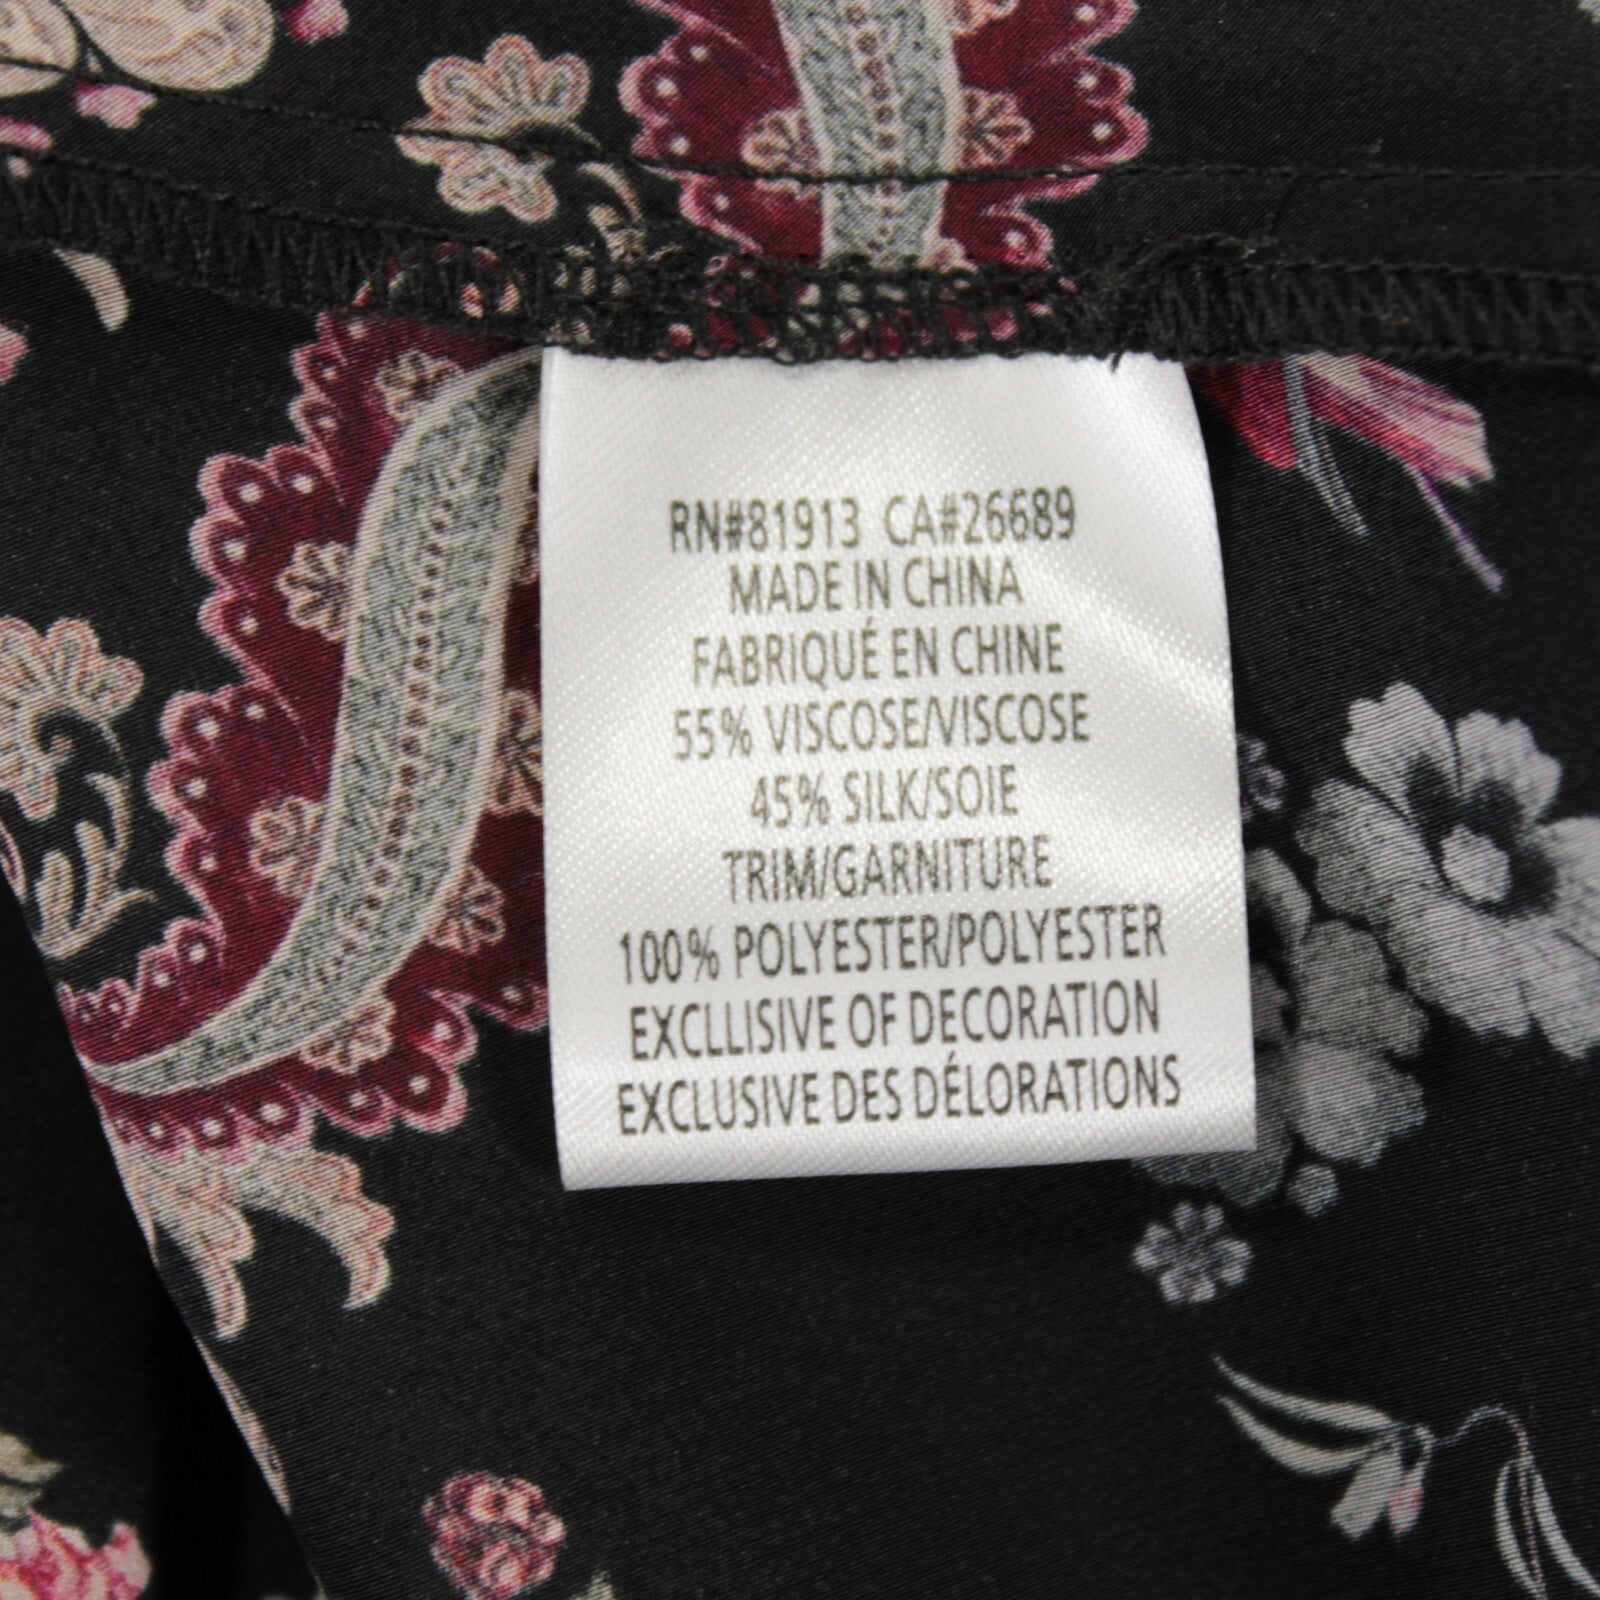 RN#81913 CA#26689
MADE IN CHINA
FABRIQUÉ EN CHINE
55% VISCOSE/VISCOSE
45% SILK/SOIE
TRIM/GARNITURE
100% POLYESTER/POLYESTER
EXCLLISIVE OF DECORATION
EXCLUSIVE DES DÉLORATIONS